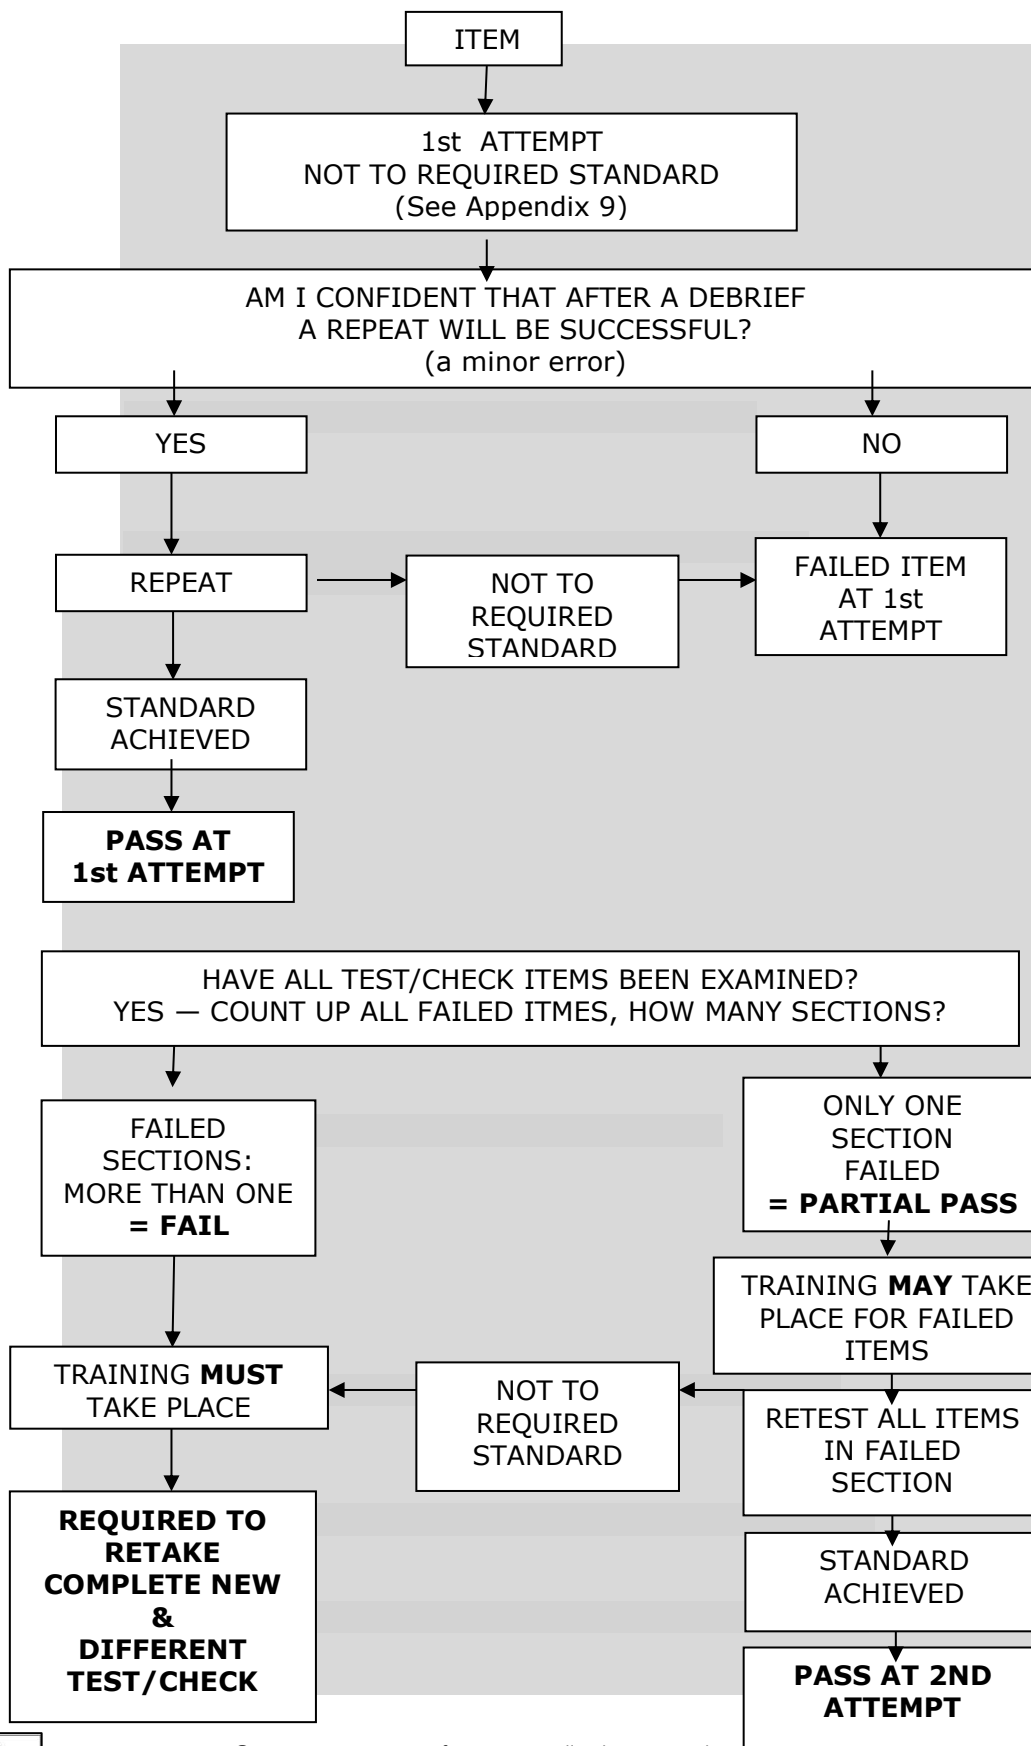 ITEM
1st ATTEMPT
NOT TO REQUIRED STANDARD
(See Appendix 9)
AM I CONFIDENT THAT AFTER A DEBRIEF
A REPEAT WILL BE SUCCESSFUL?
(a minor error)
YES
NO
REPEAT
NOT TO
REQUIRED
STANDARD
FAILED ITEM
AT 1st
ATTEMPT
STANDARD
ACHIEVED
PASS AT
1st ATTEMPT
HAVE ALL TEST/CHECK ITEMS BEEN EXAMINED?
YES — COUNT UP ALL FAILED ITMES, HOW MANY SECTIONS?
FAILED
SECTIONS:
MORE THAN ONE
= FAIL
ONLY ONE
SECTION
FAILED
= PARTIAL PASS
TRAINING MAY TAKE
PLACE FOR FAILED
ITEMS
TRAINING MUST
TAKE PLACE
NOT TO
REQUIRED
STANDARD
RETEST ALL ITEMS
IN FAILED
SECTION
REQUIRED TO
RETAKE
COMPLETE NEW
&
DIFFERENT
TEST/CHECK
STANDARD
ACHIEVED
PASS AT 2ND
ATTEMPT